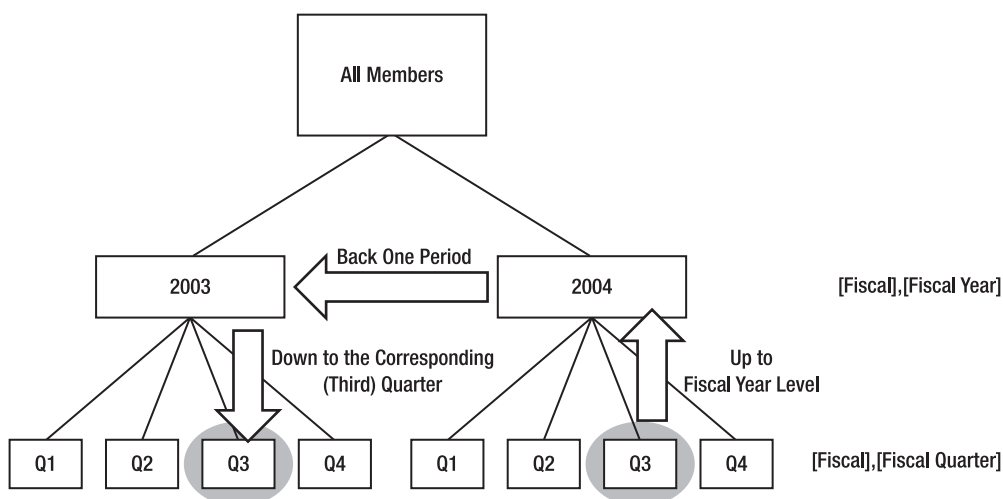 All Members
Back One Period
2003
2004
[Fiscal],[Fiscal Year]
Down to the Corresponding
(Third) Quarter
Up to
Fiscal Year Level
Q1
Q2
Q3
Q4
Q1
Q2
Q3
Q4
[Fiscal],[Fiscal Quarter]